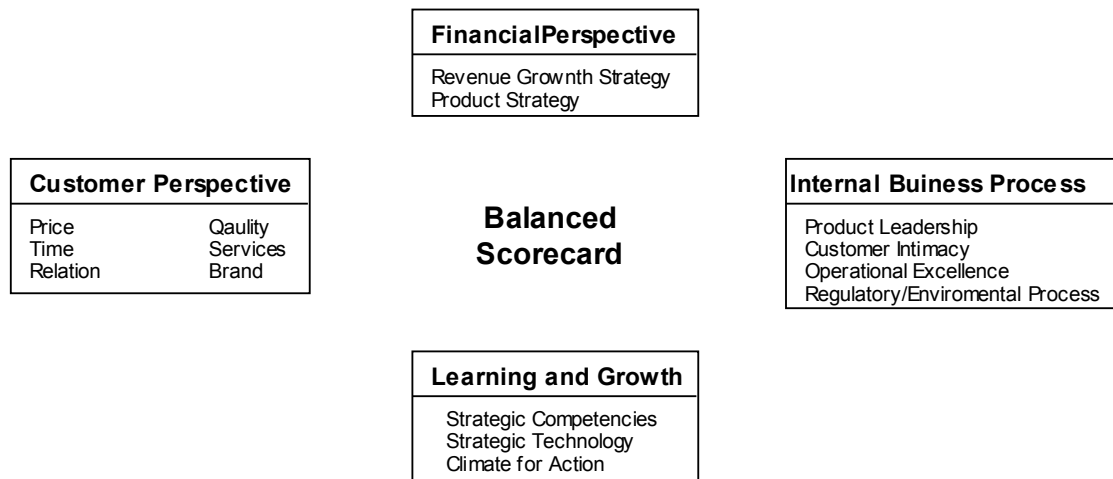 FinancialPerspective
Revenue Grownth Strategy
Product Strategy
Customer Perspective
Price Qaulity
Time Services
Relation Brand
Balanced
Scorecard
Internal Buiness Process
Product Leadership
Customer Intimacy
Operational Excellence
Regulatory/Enviromental Process
Learning and Growth
Strategic Competencies
Strategic Technology
Climate for Action